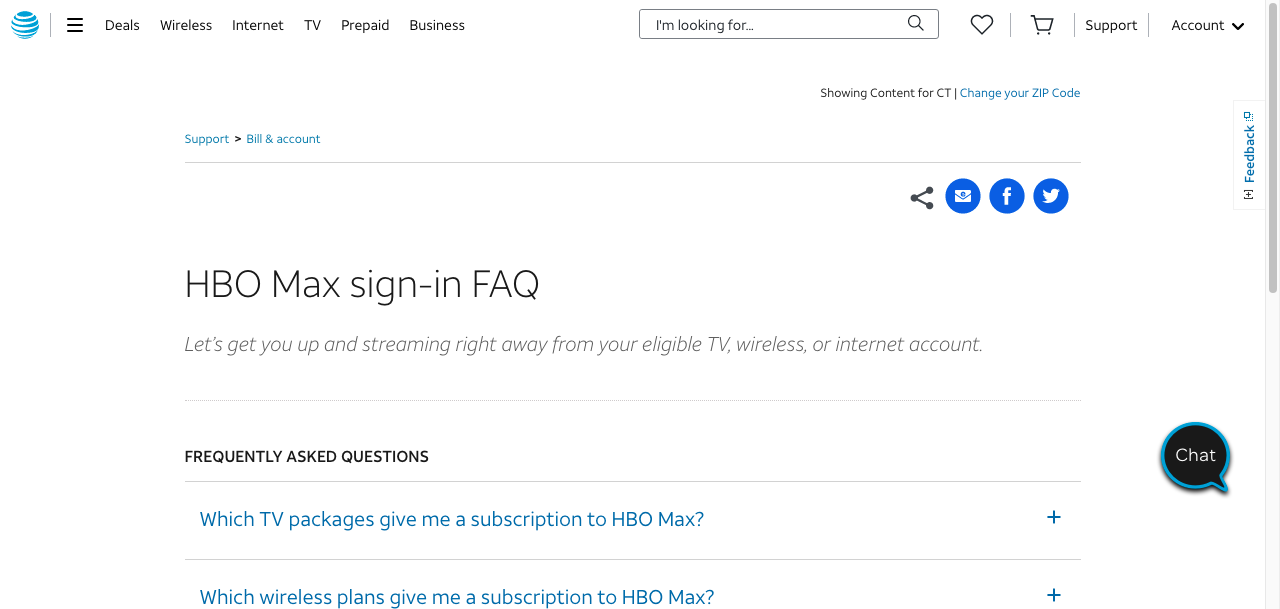 Deals Wireless Internet TV Prepaid Business I'm looking for... Support Account
Showing Content for CT | Change your ZIP Code
Feedback
Support > Bill & account
HBO Max sign-in FAQ
Let's get you up and streaming right away from your eligible TV, wireless, or internet account.
FREQUENTLY ASKED QUESTIONS
Chat
Which TV packages give me a subscription to HBO Max? +
Which wireless plans give me a subscription to HBO Max? +